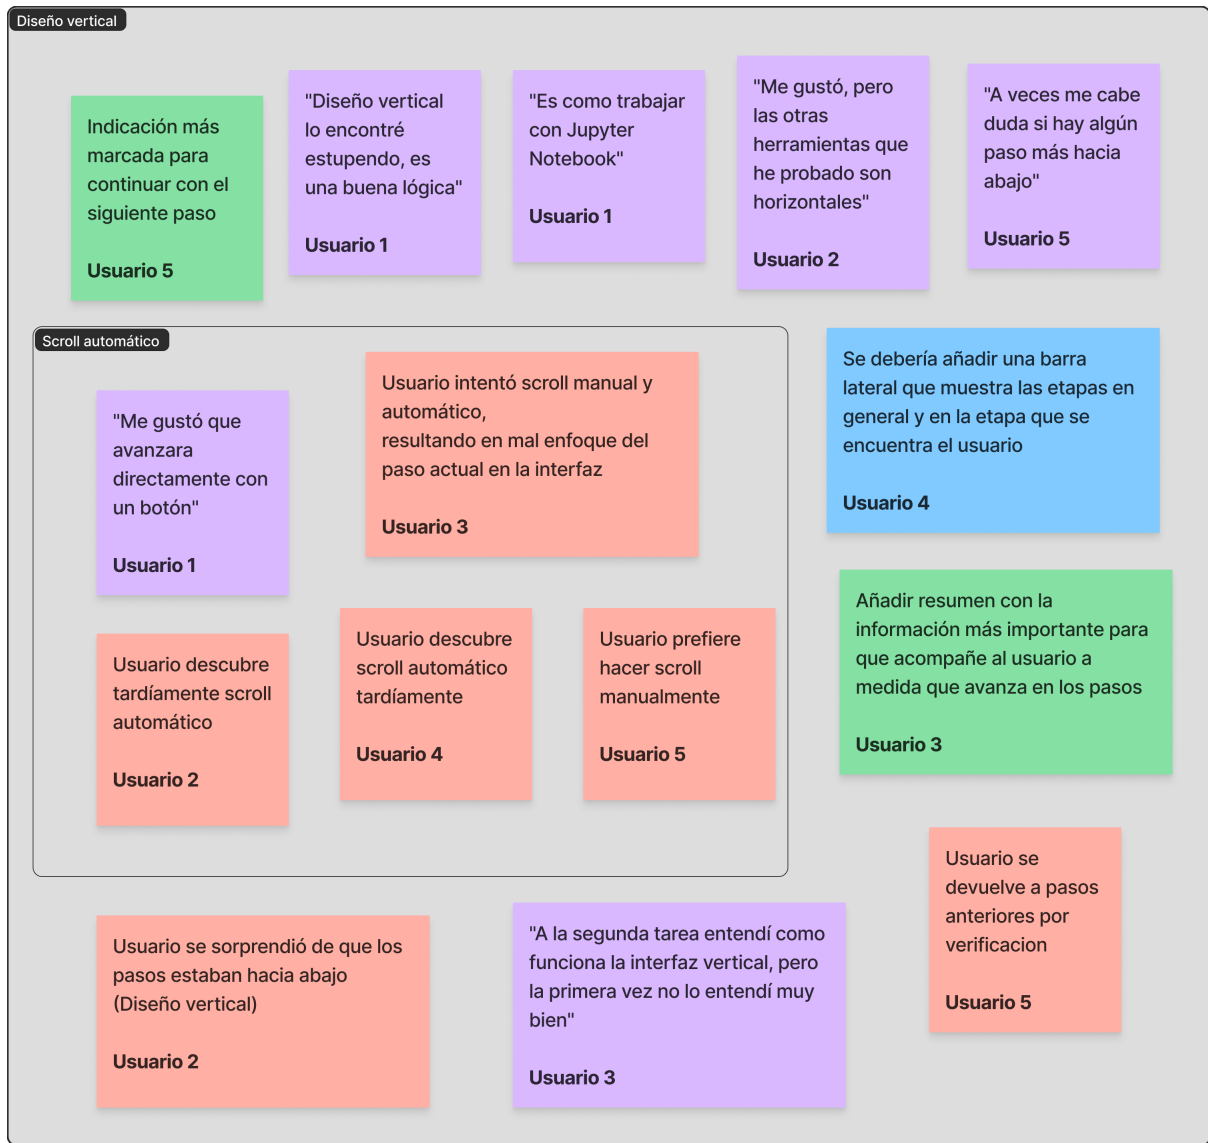 Diseño vertical
Indicación más
marcada para
continuar con el
siguiente paso
Usuario 5
"Diseño vertical
lo encontré
estupendo, es
una buena lógica"
Usuario 1
"Es como trabajar
con Jupyter
Notebook"
Usuario 1
"Me gustó, pero
las otras
herramientas que
he probado son
horizontales"
Usuario 2
"A veces me cabe
duda si hay algún
paso más hacia
abajo"
Usuario 5
Scroll automático
"Me gustó que
avanzara
directamente con
un botón"
Usuario 1
Usuario intentó scroll manual y
automático,
resultando en mal enfoque del
paso actual en la interfaz
Usuario 3
Usuario descubre
tardíamente scroll
automático
Usuario 2
Usuario descubre
scroll automático
tardíamente
Usuario 4
Usuario prefiere
hacer scroll
manualmente
Usuario 5
Se debería añadir una barra
lateral que muestra las etapas en
general y en la etapa que se
encuentra el usuario
Usuario 4
Añadir resumen con la
información más importante para
que acompañe al usuario a
medida que avanza en los pasos
Usuario 3
Usuario se
devuelve a pasos
anteriores por
verificacion
Usuario 5
Usuario se sorprendió de que los
pasos estaban hacia abajo
(Diseño vertical)
Usuario 2
"A la segunda tarea entendí como
funciona la interfaz vertical, pero
la primera vez no lo entendí muy
bien"
Usuario 3